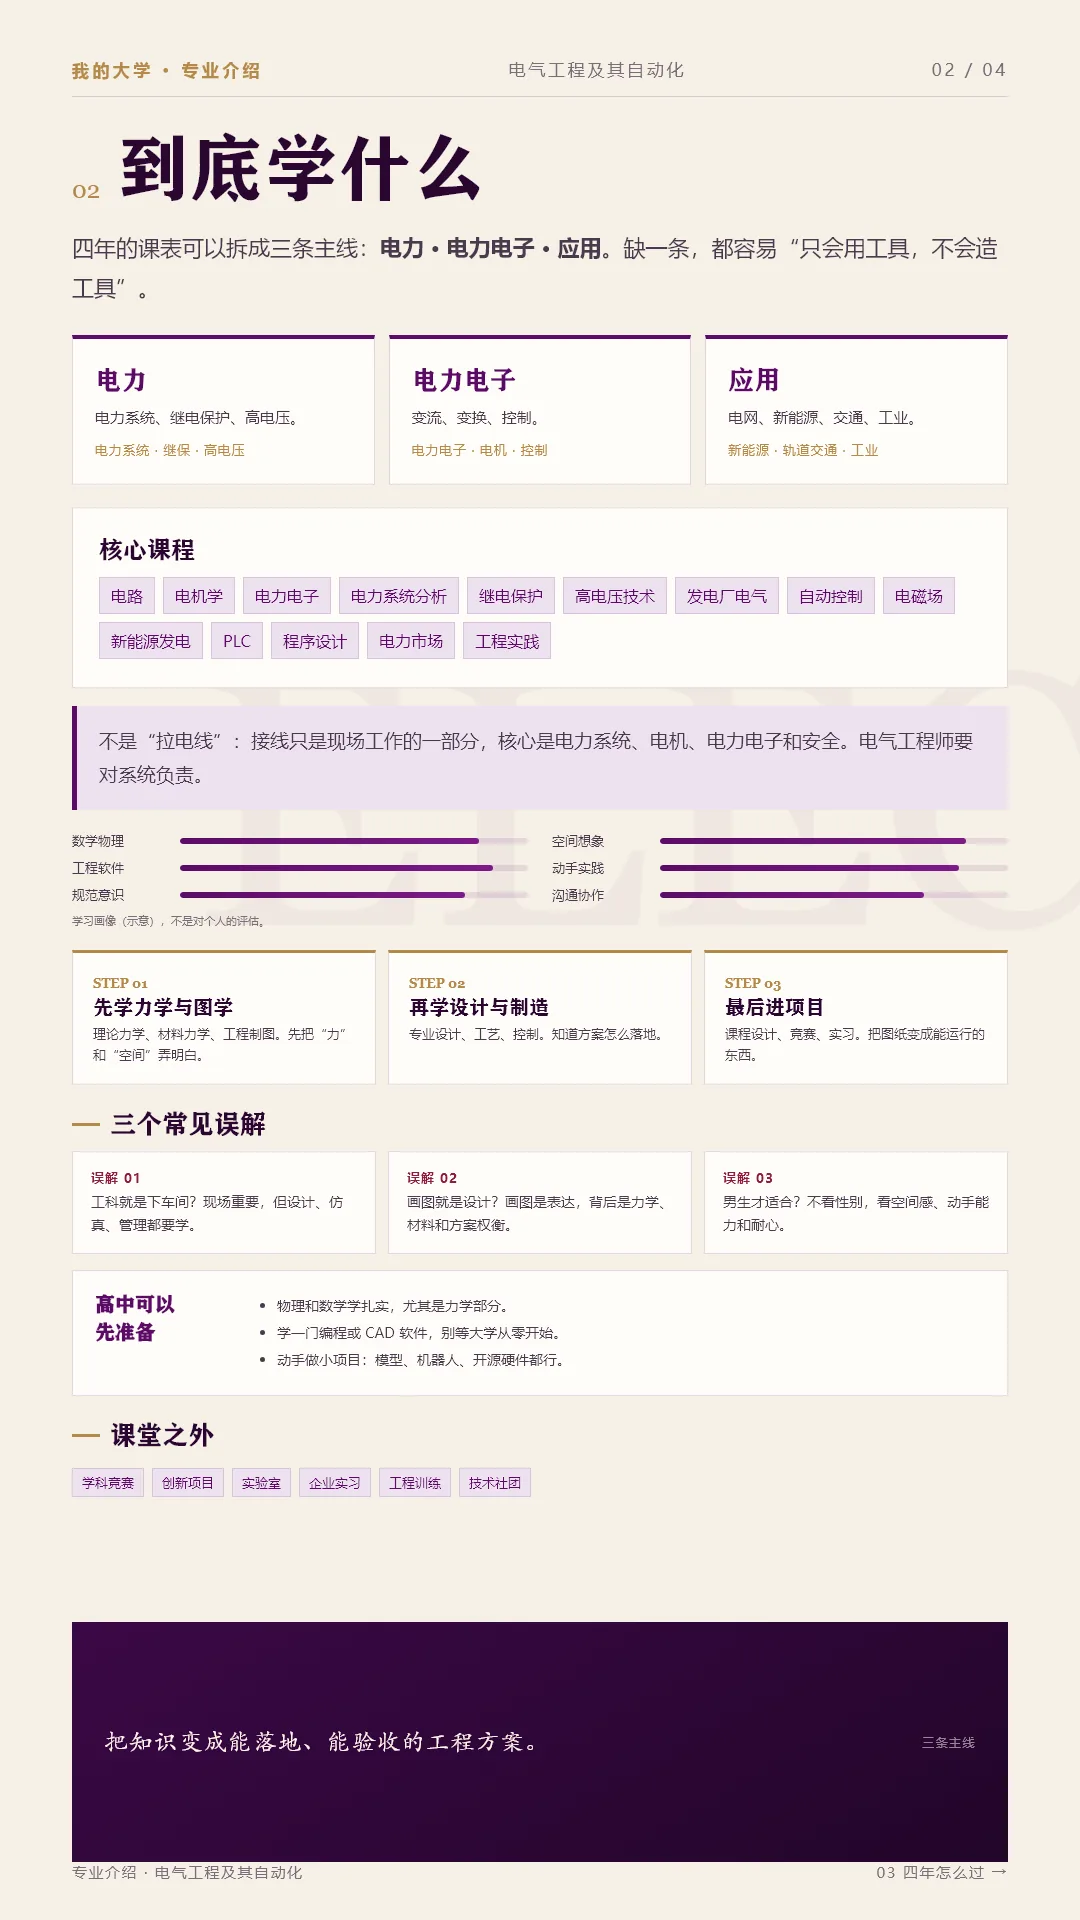 我的大学 • 专业介绍
电气工程及其自动化
02 / 04
02 到底学什么
四年的课表可以拆成三条主线：电力 • 电力电子 • 应用。缺一条，都容易“只会用工具，不会造
工具”。
电力
电力系统、继电保护、高电压。
电力系统 · 继保 · 高电压
电力电子
变流、变换、控制。
电力电子 · 电机 · 控制
应用
电网、新能源、交通、工业。
新能源 · 轨道交通 · 工业
核心课程
电路 电机学 电力电子 电力系统分析 继电保护 高电压技术 发电厂电气 自动控制 电磁场
新能源发电 PLC 程序设计 电力市场 工程实践
不是“拉电线”：接线只是现场工作的一部分，核心是电力系统、电机、电力电子和安全。电气工程师要
对系统负责。
ELEC
数学物理 空间想象
工程软件 动手实践
规范意识 沟通协作
学习画像（示意），不是对个人的评估。
STEP 01
先学力学与图学
理论力学、材料力学、工程制图。先把“力”
和“空间”弄明白。
STEP 02
再学设计与制造
专业设计、工艺、控制。知道方案怎么落地。
STEP 03
最后进项目
课程设计、竞赛、实习。把图纸变成能运行的
东西。
三个常见误解
误解 01
工科就是下车间？现场重要，但设计、仿
真、管理都要学。
误解 02
画图就是设计？画图是表达，背后是力学、
材料和方案权衡。
误解 03
男生才适合？不看性别，看空间感、动手能
力和耐心。
高中可以
先准备
• 物理和数学学扎实，尤其是力学部分。
• 学一门编程或 CAD 软件，别等大学从零开始。
• 动手做小项目：模型、机器人、开源硬件都行。
课堂之外
学科竞赛 创新项目 实验室 企业实习 工程训练 技术社团
把知识变成能落地、能验收的工程方案。
三条主线
专业介绍 · 电气工程及其自动化
03 四年怎么过 →